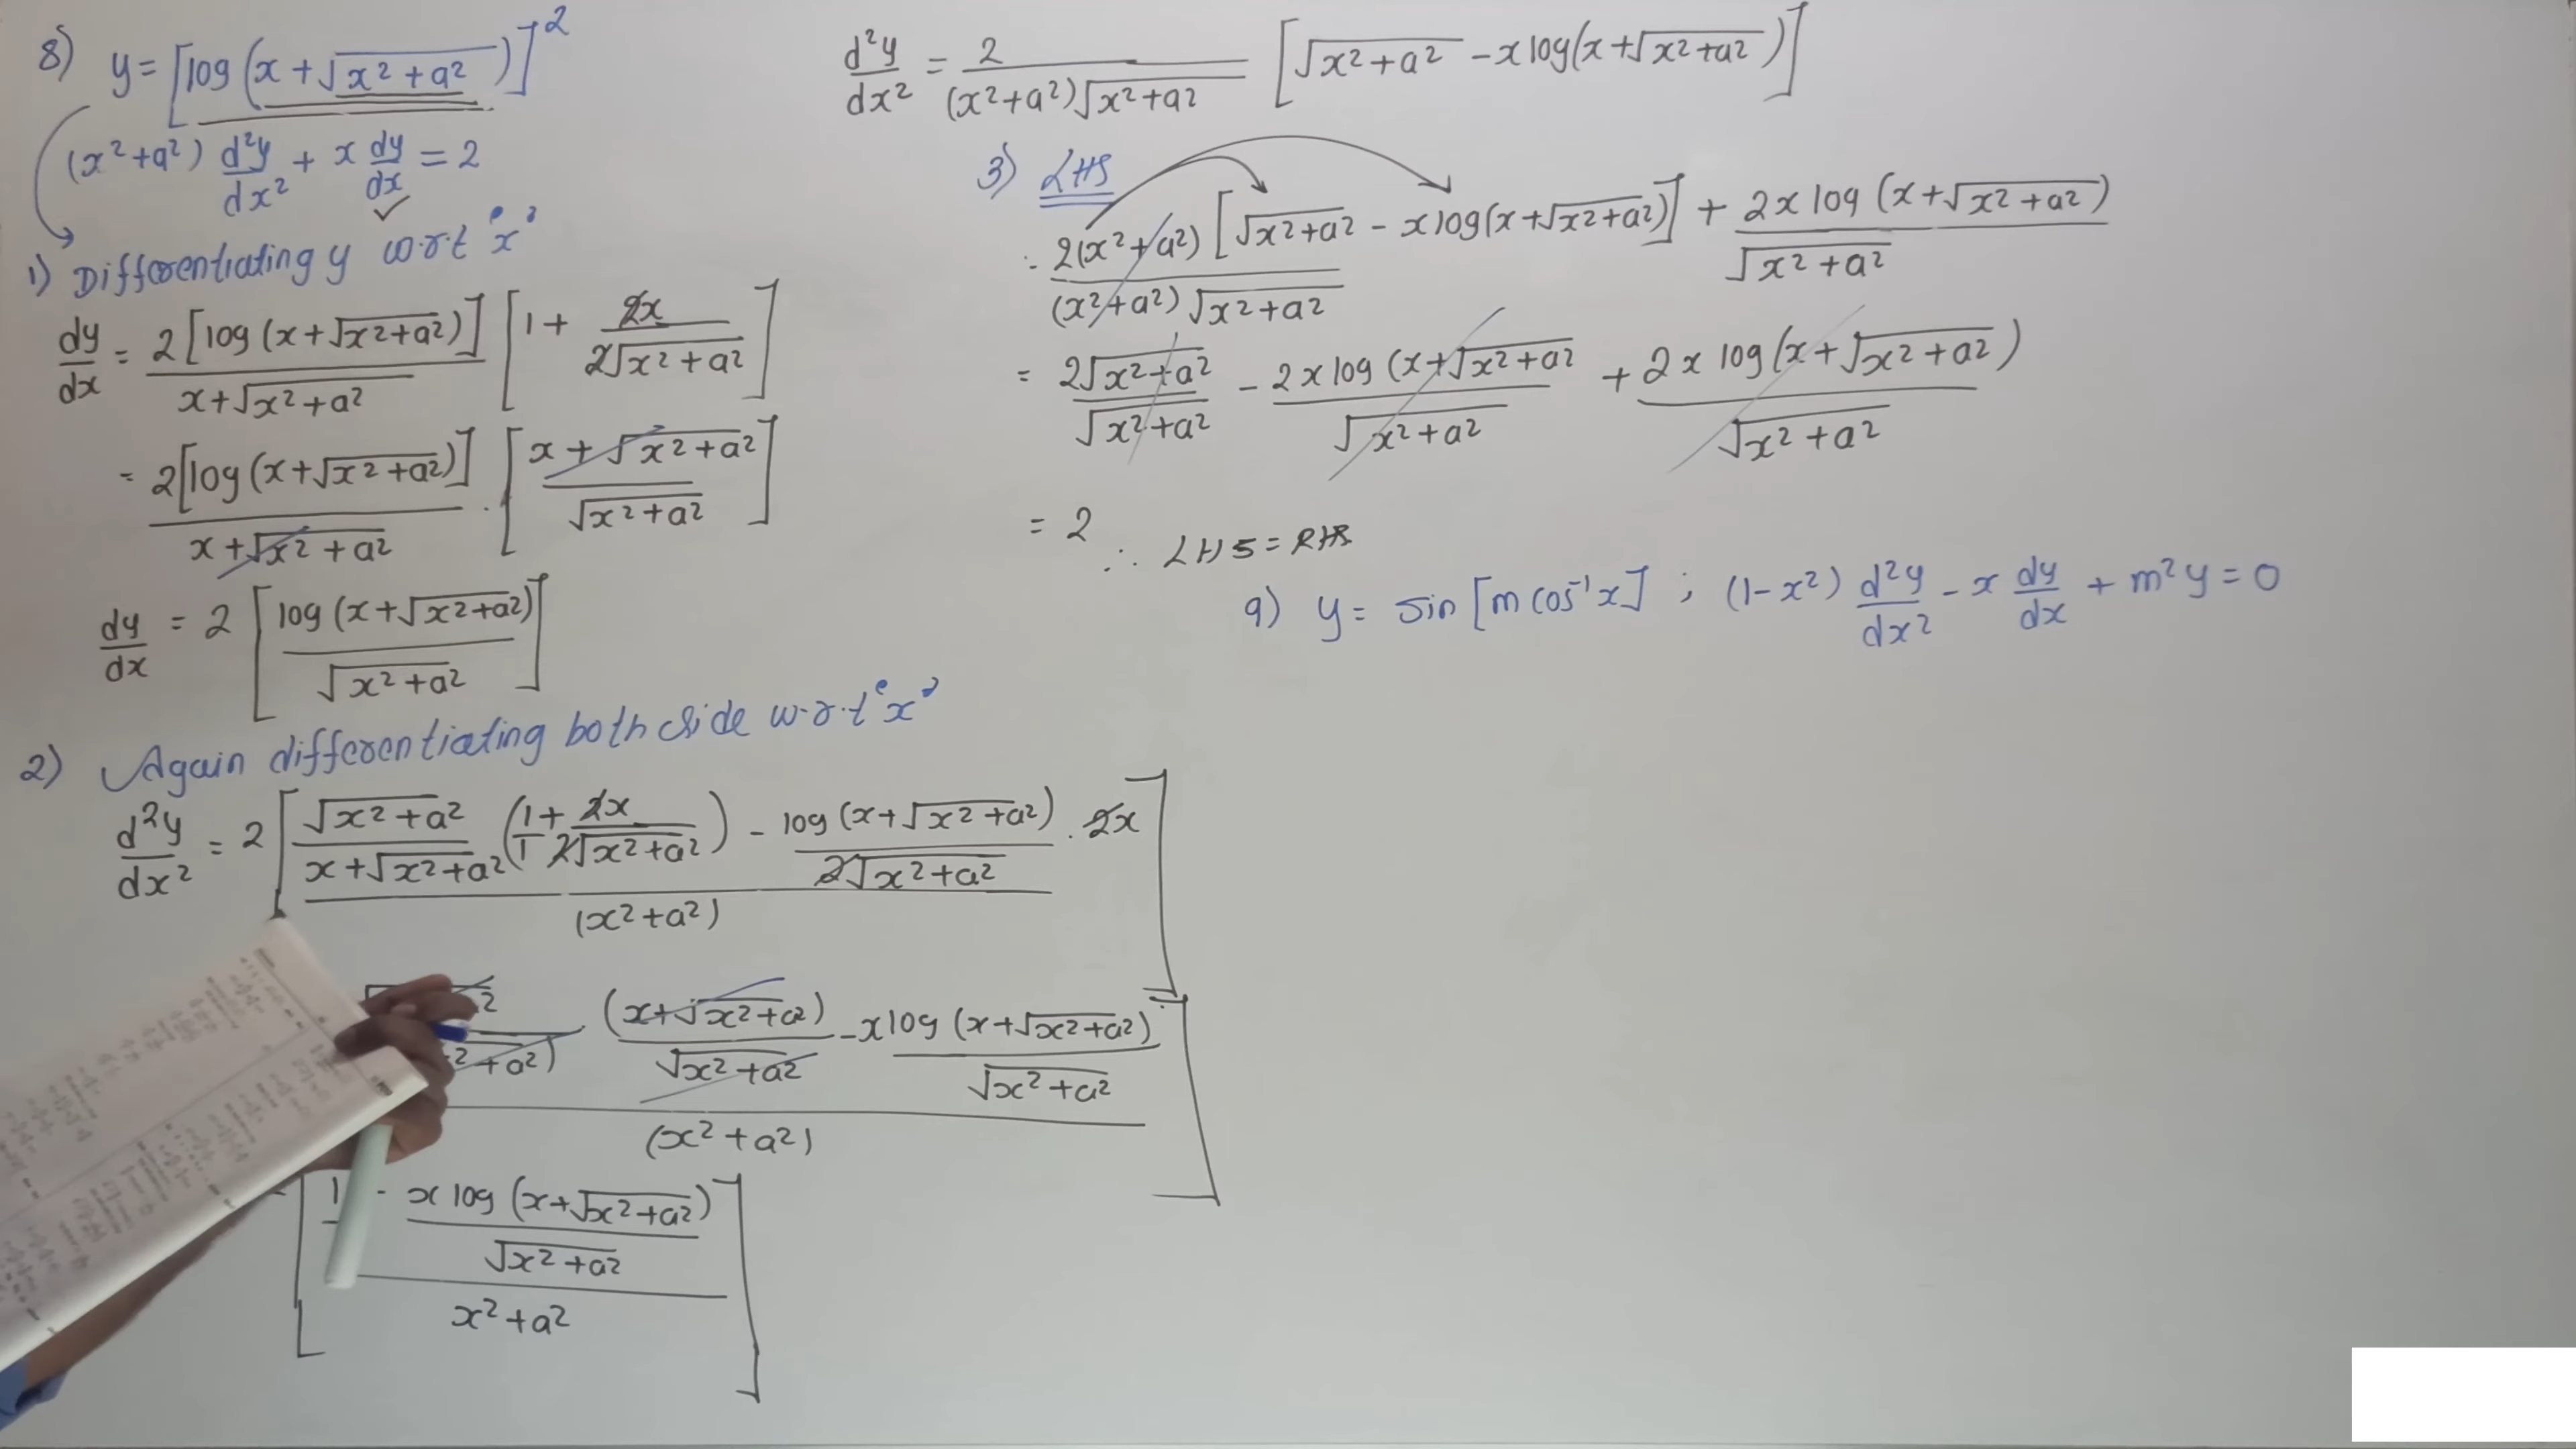 8) y = [log (x + √x² + a² )]²
(x² + a²) d²y/dx² + x dy/dx = 2
1) Differentiating y w.r.t 'x'
dy/dx = 2[log (x + √x² + a²)]/x + √x² + a² [1 + 2x/2√x² + a²]
= 2[log (x + √x² + a²)]/x + √x² + a² . [x + √x² + a²/√x² + a²]
dy/dx = 2 [log (x + √x² + a²)/√x² + a²]
2) Again differentiating both side w.r.t 'x'
d²y/dx² = 2 [√x² + a²/x + √x² + a² (1/1 + 2x/2√x² + a²) - log (x + √x² + a²)/2√x² + a² . 2x]
(x² + a²)
² + a²) (x + √x² + a²)/√x² + a² - x log (x + √x² + a²)/√x² + a²
(x² + a²)
[1 - x log (x + √x² + a²)/√x² + a²]
x² + a²
d²y/dx² = 2/(x² + a²)√x² + a² [√x² + a² - x log(x + √x² + a² )]
3) LHS
∴ 2(x² + a²)/(x² + a²) √x² + a² [√x² + a² - x log(x + √x² + a²)] + 2x log (x + √x² + a²)/√x² + a²
= 2√x² + a²/√x² + a² - 2x log (x + √x² + a²/√x² + a² + 2x log (x + √x² + a²)/√x² + a²
= 2
∴ LHS = RHS
9) y = Sin [m cos⁻¹x] ; (1 - x²) d²y/dx² - x dy/dx + m²y = 0